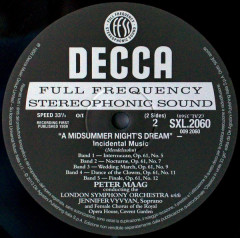 DECCA
FULL FREQUENCY
STEREOPHONIC SOUND
SPEED 33⅓
RECORDING FIRST
PUBLISHED 1958
(2 Sides)
2
SXL.2060
009 2060
"A MIDSUMMER NIGHT'S DREAM" –
Incidental Music
(Mendelssohn)
Band 1 — Intermezzo, Op. 61, No. 5
Band 2 — Nocturne, Op. 61, No. 7
Band 3 — Wedding March, Op. 61, No. 9
Band 4 — Dance of the Clowns, Op. 61, No. 11
Band 5 — Finale, Op. 61, No. 12
PETER MAAG
conducting the
LONDON SYMPHONY ORCHESTRA with
JENNIFER VYVYAN, Soprano
and Female Chorus of the Royal
Opera House, Covent Garden